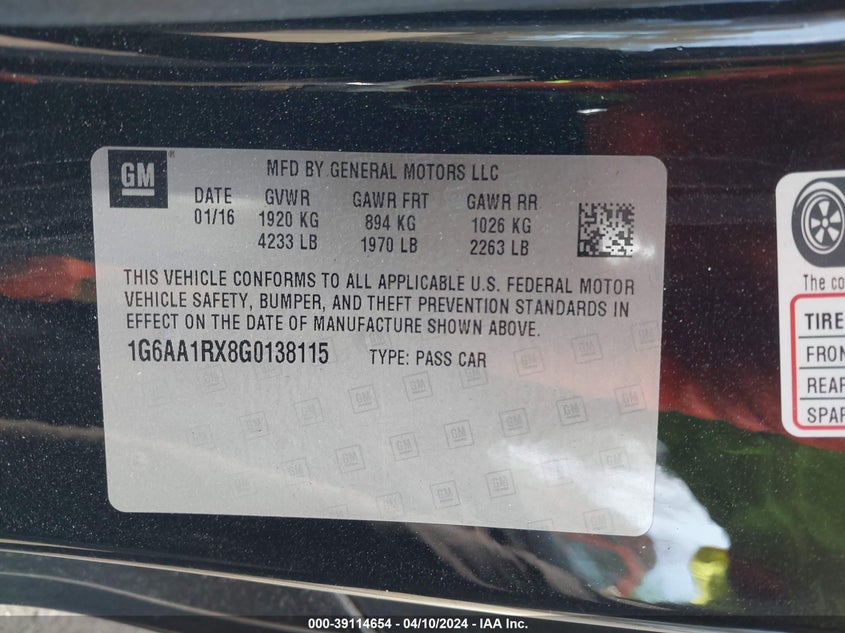 GM
MFD BY GENERAL MOTORS LLC
DATE GVWR GAWR FRT GAWR RR
01/16 1920 KG 894 KG 1026 KG
4233 LB 1970 LB 2263 LB
THIS VEHICLE CONFORMS TO ALL APPLICABLE U.S. FEDERAL MOTOR
VEHICLE SAFETY, BUMPER, AND THEFT PREVENTION STANDARDS IN
EFFECT ON THE DATE OF MANUFACTURE SHOWN ABOVE.
1G6AA1RX8G0138115 TYPE: PASS CAR
The co
TIRE
FRON
REAR
SPAR
000-39114654 - 04/10/2024 - IAA Inc.